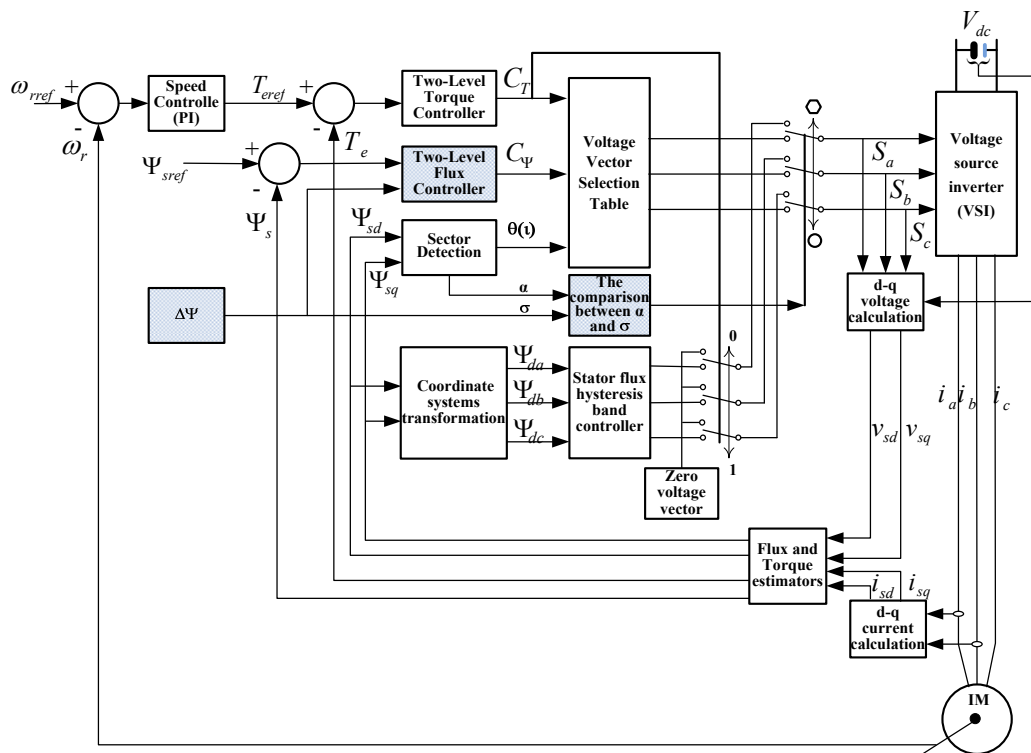 V_dc
ω_rref
+
-
ω_r
Speed
Controlle
(PI)
T_eref
+
-
T_e
Two-Level
Torque
Controller
C_T
Ψ_sref
+
-
Ψ_s
Two-Level
Flux
Controller
C_Ψ
Voltage
Vector
Selection
Table
S_a
S_b
S_c
Voltage
source
inverter
(VSI)
Ψ_sd
Ψ_sq
Sector
Detection
θ(ι)
α
σ
The
comparison
between α
and σ
d-q
voltage
calculation
ΔΨ
Coordinate
systems
transformation
Ψ_da
Ψ_db
Ψ_dc
Stator flux
hysteresis
band
controller
0
1
Zero
voltage
vector
v_sd
v_sq
i_a
i_b
i_c
Flux and
Torque
estimators
i_sd
i_sq
d-q
current
calculation
IM